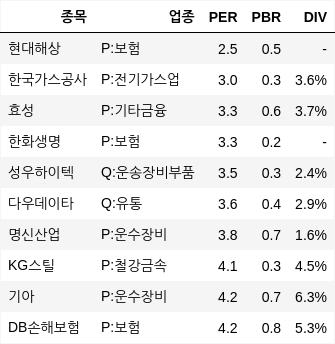 종목 업종 PER PBR DIV
현대해상 P:보험 2.5 0.5 -
한국가스공사 P:전기가스업 3.0 0.3 3.6%
효성 P:기타금융 3.3 0.6 3.7%
한화생명 P:보험 3.3 0.2 -
성우하이텍 Q:운송장비부품 3.5 0.3 2.4%
다우데이타 Q:유통 3.6 0.4 2.9%
명신산업 P:운수장비 3.8 0.7 1.6%
KG스틸 P:철강금속 4.1 0.3 4.5%
기아 P:운수장비 4.2 0.7 6.3%
DB손해보험 P:보험 4.2 0.8 5.3%